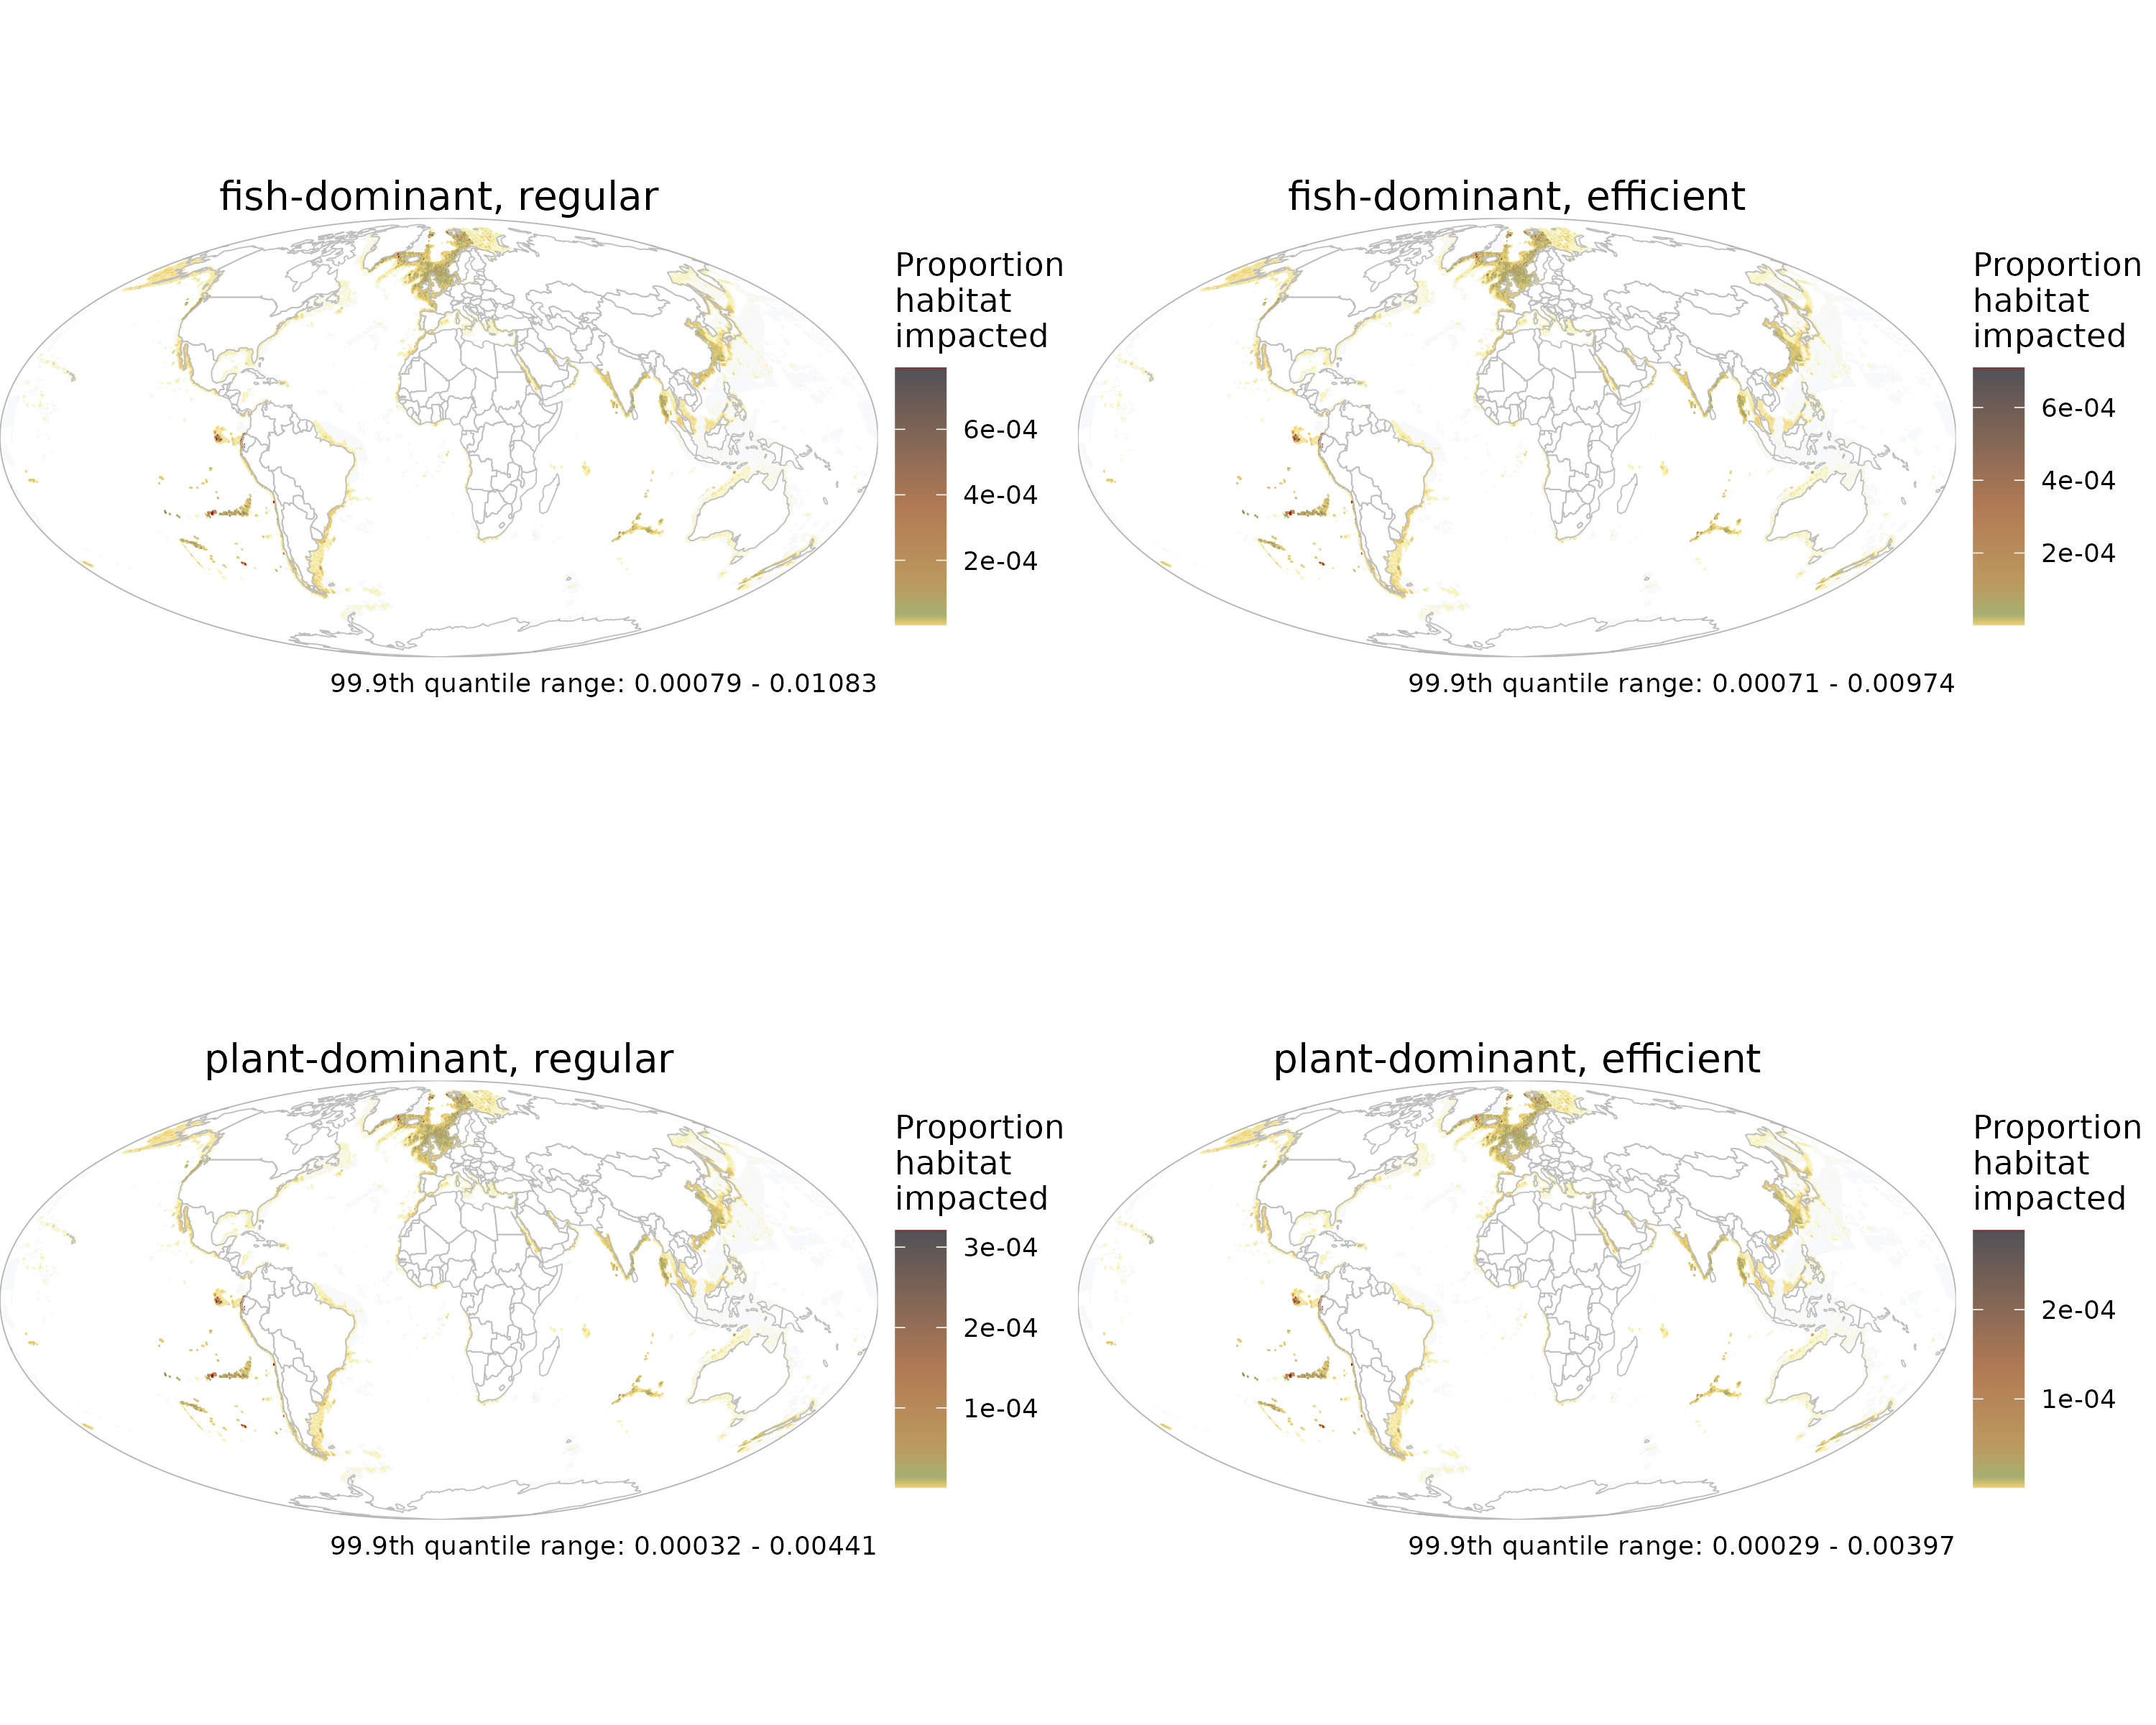 fish-dominant, regular
Proportion
habitat
impacted
6e-04
4e-04
2e-04
99.9th quantile range: 0.00079 - 0.01083
fish-dominant, efficient
Proportion
habitat
impacted
6e-04
4e-04
2e-04
99.9th quantile range: 0.00071 - 0.00974
plant-dominant, regular
Proportion
habitat
impacted
3e-04
2e-04
1e-04
99.9th quantile range: 0.00032 - 0.00441
plant-dominant, efficient
Proportion
habitat
impacted
2e-04
1e-04
99.9th quantile range: 0.00029 - 0.00397